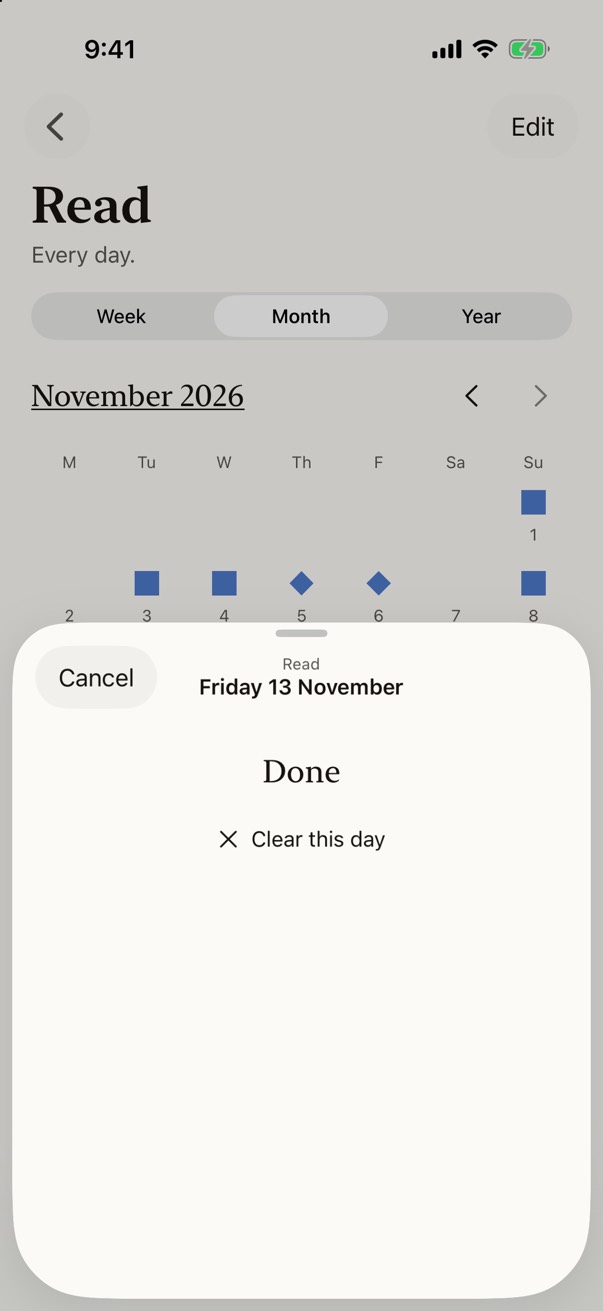 9:41
Edit
Read
Every day.
Week Month Year
November 2026
M Tu W Th F Sa Su
1
2 3 4 5 6 7 8
Cancel
Read
Friday 13 November
Done
Clear this day